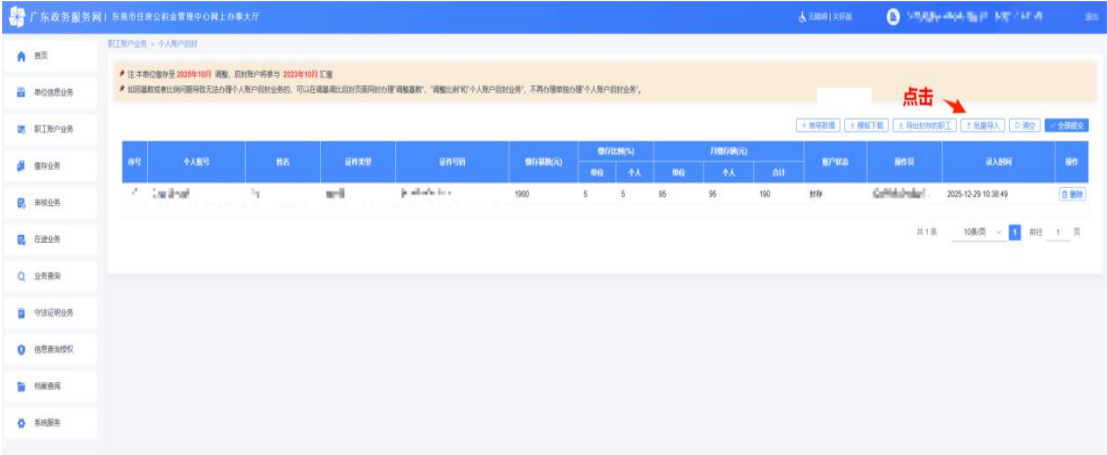 广东政务服务网 | 东莞市住房公积金管理中心网上办事大厅
无障碍 | 关怀版
退出
首页
单位信息业务
职工账户业务
缴存业务
审核业务
在途业务
业务查询
守法证明业务
信息查询授权
档案查阅
系统服务
职工账户业务 > 个人账户启封
注:本单位缴存至 2025年10月 调整，启封账户将参与 2023年10月 汇缴
如因基数或者比例问题导致无法办理个人账户启封业务的，可以在调基调比启封页面同时办理“调整基数”、“调整比例”和“个人账户启封业务”，不再办理单独办理“个人账户启封业务”。
点击
单笔新增 模板下载 导出封存的职工 批量导入 清空 全部提交
序号 个人账号 姓名 证件类型 证件号码 缴存基数(元) 缴存比例(%) 月缴存额(元) 账户状态 操作员 录入时间 操作
单位 个人 单位 个人 合计
1900 5 5 95 95 190 封存 2025-12-29 10:38:49 删除
共 1 条 10条/页 1 前往 1 页